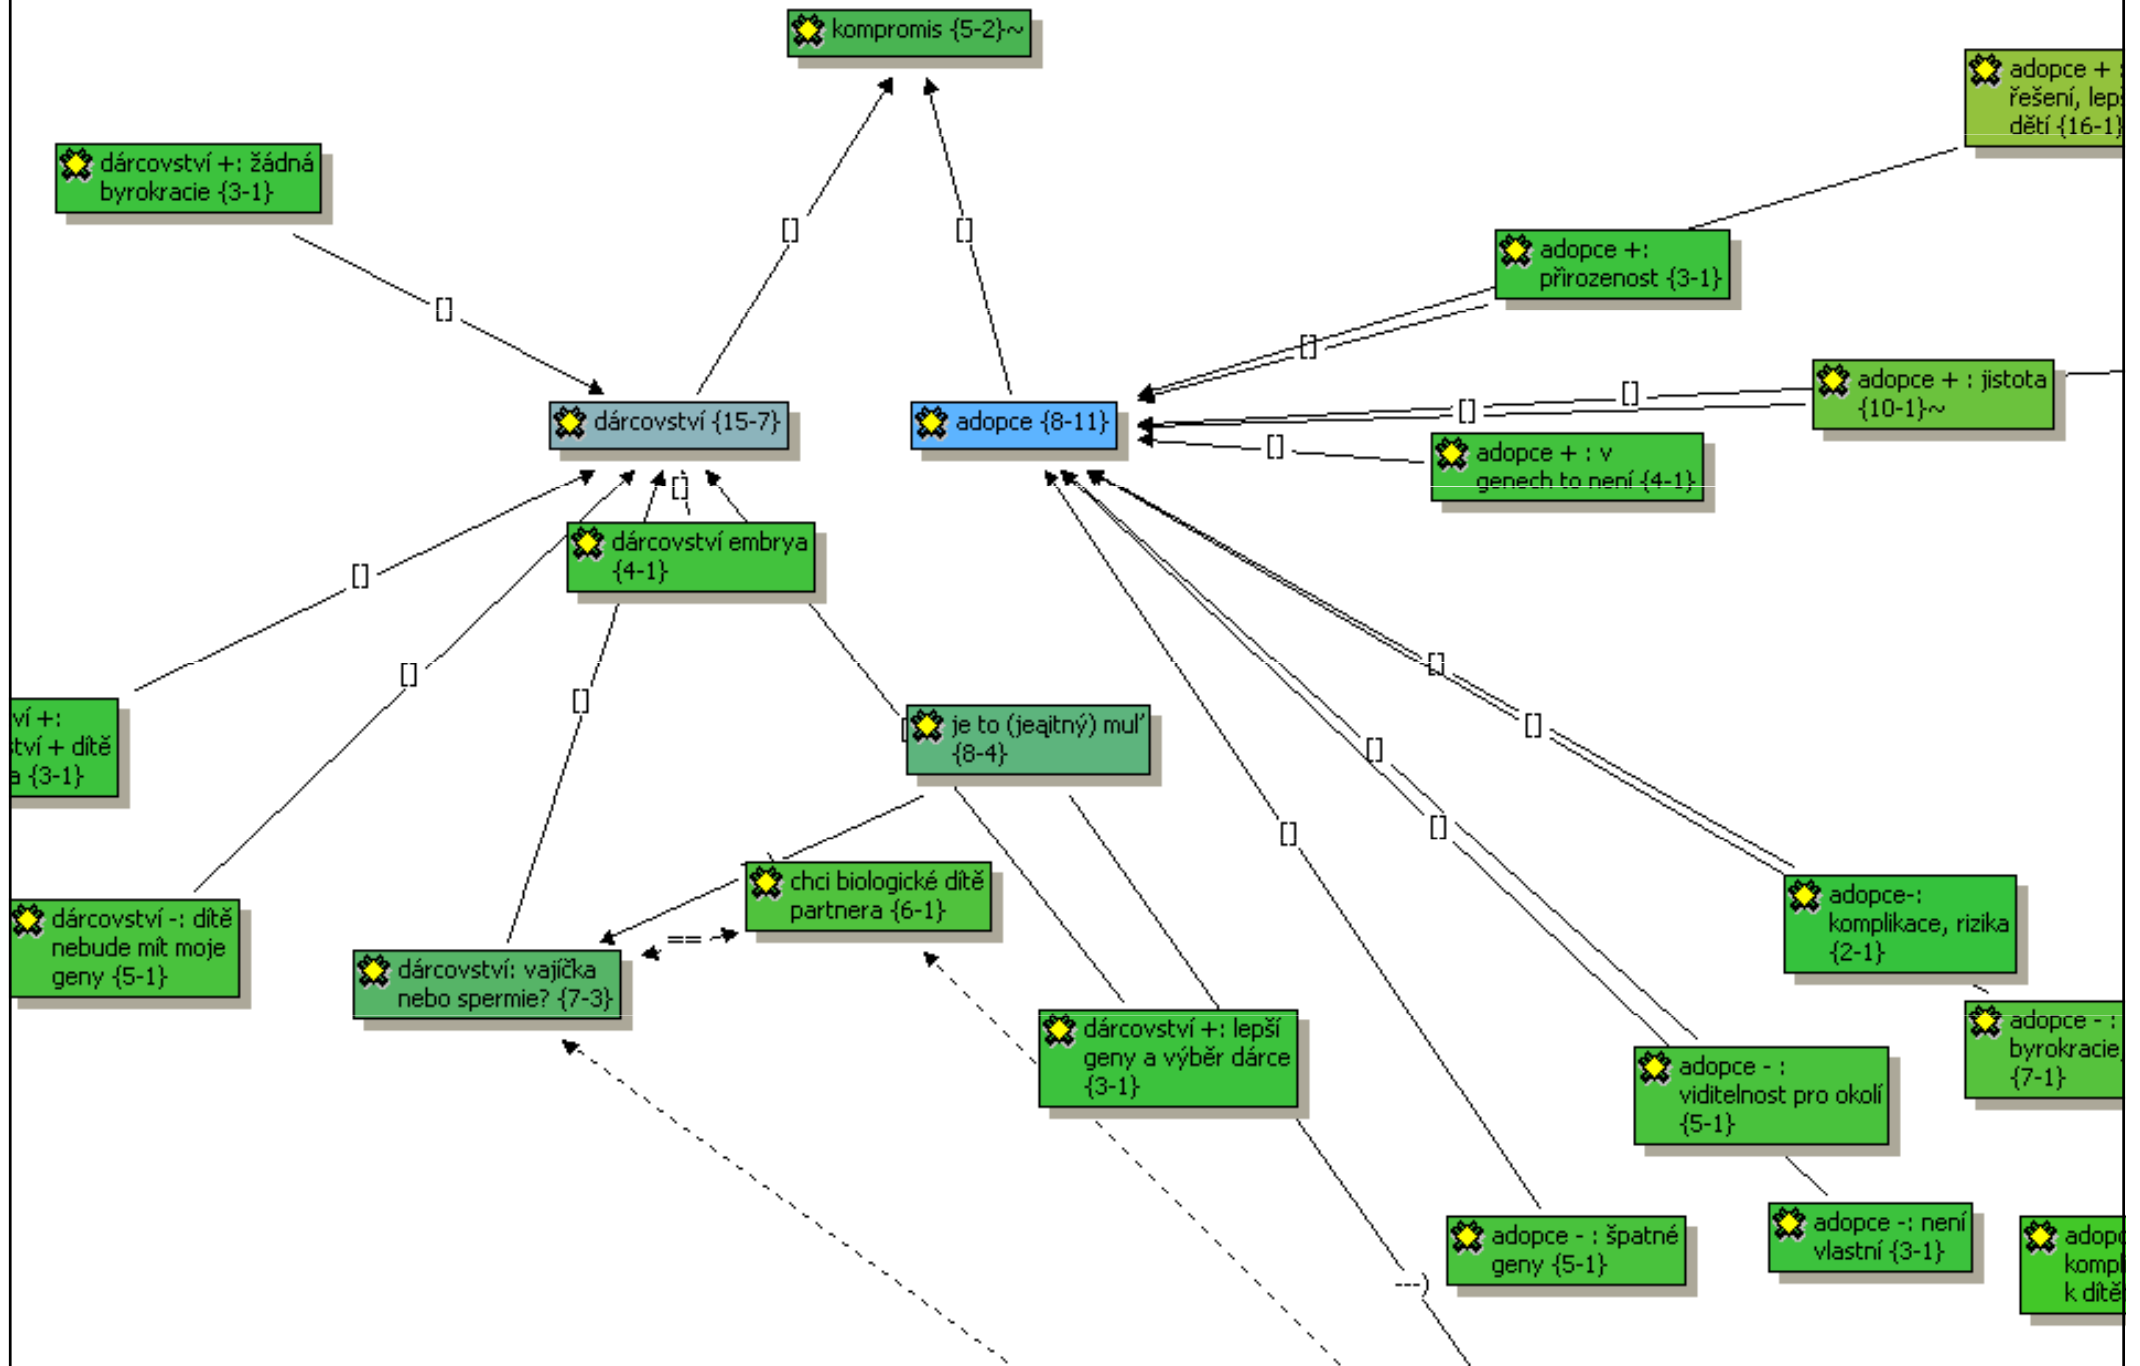 kompromis {5-2}~
adopce + :
řešení, lep
dětí {16-1}
dárcovství +: žádná
byrokracie {3-1}
adopce +:
přirozenost {3-1}
[]
[]
[]
[]
adopce + : jistota
{10-1}~
[]
[]
dárcovství {15-7}
adopce {8-11}
[]
adopce + : v
genech to není {4-1}
[]
dárcovství embrya
{4-1}
[]
[]
[]
[]
ví +:
tví + dítě
a {3-1}
je to (jeąitný) muľ
{8-4}
[]
[]
[]
[]
chci biologické dítě
partnera {6-1}
adopce-:
komplikace, rizika
{2-1}
dárcovství -: dítě
nebude mít moje
geny {5-1}
==
dárcovství: vajíčka
nebo spermie? {7-3}
dárcovství +: lepší
geny a výběr dárce
{3-1}
adopce - :
byrokracie,
{7-1}
adopce - :
viditelnost pro okolí
{5-1}
adopce - : špatné
geny {5-1}
adopce -: není
vlastní {3-1}
adopc
kompl
k dítě